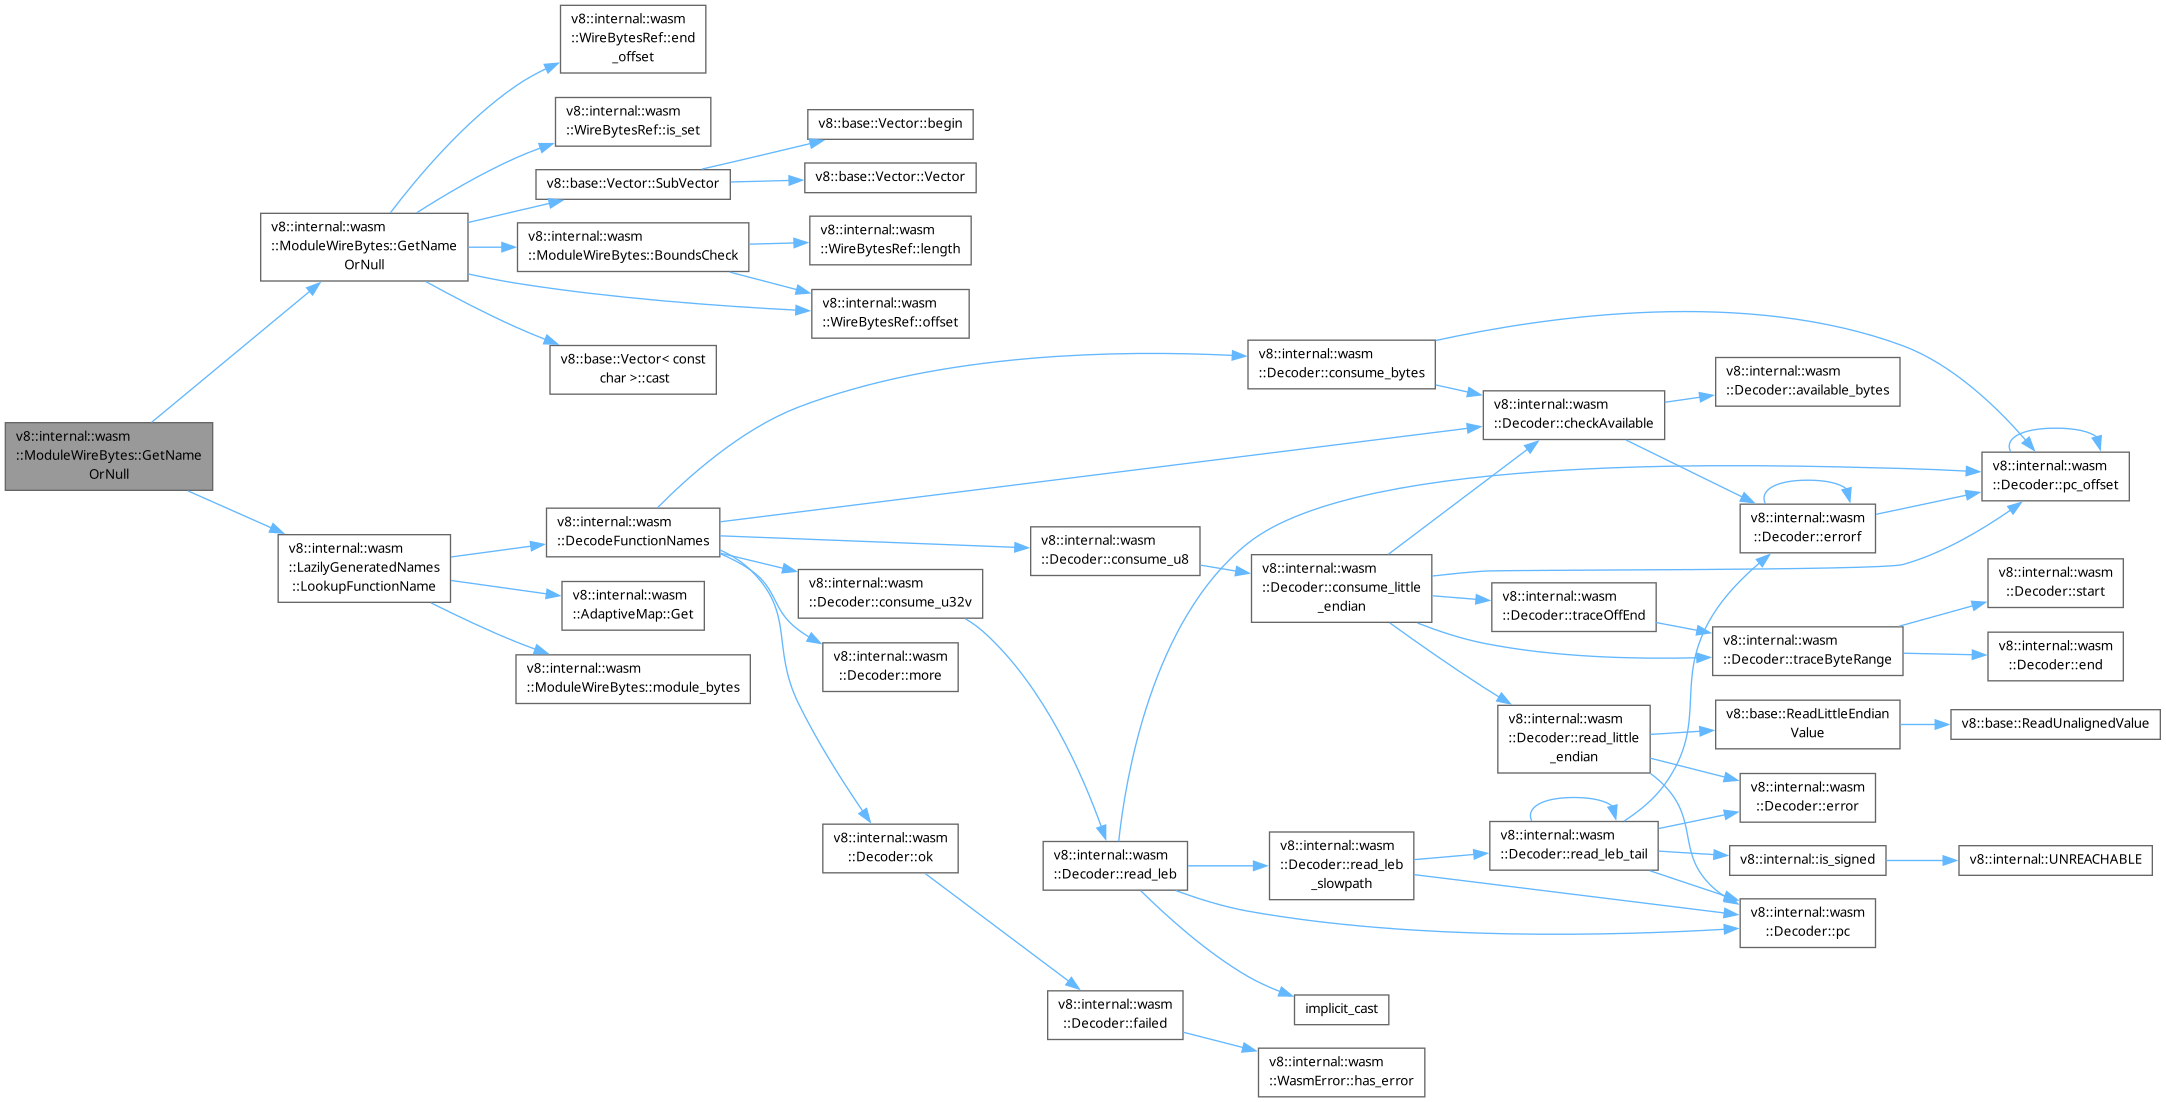 v8::internal::wasm
::WireBytesRef::end
_offset
v8::internal::wasm
::WireBytesRef::is_set
v8::base::Vector::begin
v8::base::Vector::SubVector
v8::base::Vector::Vector
v8::internal::wasm
::ModuleWireBytes::GetName
OrNull
v8::internal::wasm
::ModuleWireBytes::BoundsCheck
v8::internal::wasm
::WireBytesRef::length
v8::internal::wasm
::WireBytesRef::offset
v8::base::Vector< const
char >::cast
v8::internal::wasm
::ModuleWireBytes::GetName
OrNull
v8::internal::wasm
::LazilyGeneratedNames
::LookupFunctionName
v8::internal::wasm
::DecodeFunctionNames
v8::internal::wasm
::AdaptiveMap::Get
v8::internal::wasm
::ModuleWireBytes::module_bytes
v8::internal::wasm
::Decoder::consume_u32v
v8::internal::wasm
::Decoder::more
v8::internal::wasm
::Decoder::ok
v8::internal::wasm
::Decoder::consume_u8
v8::internal::wasm
::Decoder::read_leb
v8::internal::wasm
::Decoder::failed
v8::internal::wasm
::Decoder::consume_bytes
v8::internal::wasm
::Decoder::consume_little
_endian
v8::internal::wasm
::Decoder::read_leb
_slowpath
implicit_cast
v8::internal::wasm
::WasmError::has_error
v8::internal::wasm
::Decoder::checkAvailable
v8::internal::wasm
::Decoder::traceOffEnd
v8::internal::wasm
::Decoder::read_little
_endian
v8::internal::wasm
::Decoder::read_leb_tail
v8::internal::wasm
::Decoder::available_bytes
v8::internal::wasm
::Decoder::errorf
v8::internal::wasm
::Decoder::traceByteRange
v8::base::ReadLittleEndian
Value
v8::internal::wasm
::Decoder::error
v8::internal::is_signed
v8::internal::wasm
::Decoder::pc
v8::internal::wasm
::Decoder::pc_offset
v8::internal::wasm
::Decoder::start
v8::internal::wasm
::Decoder::end
v8::base::ReadUnalignedValue
v8::internal::UNREACHABLE